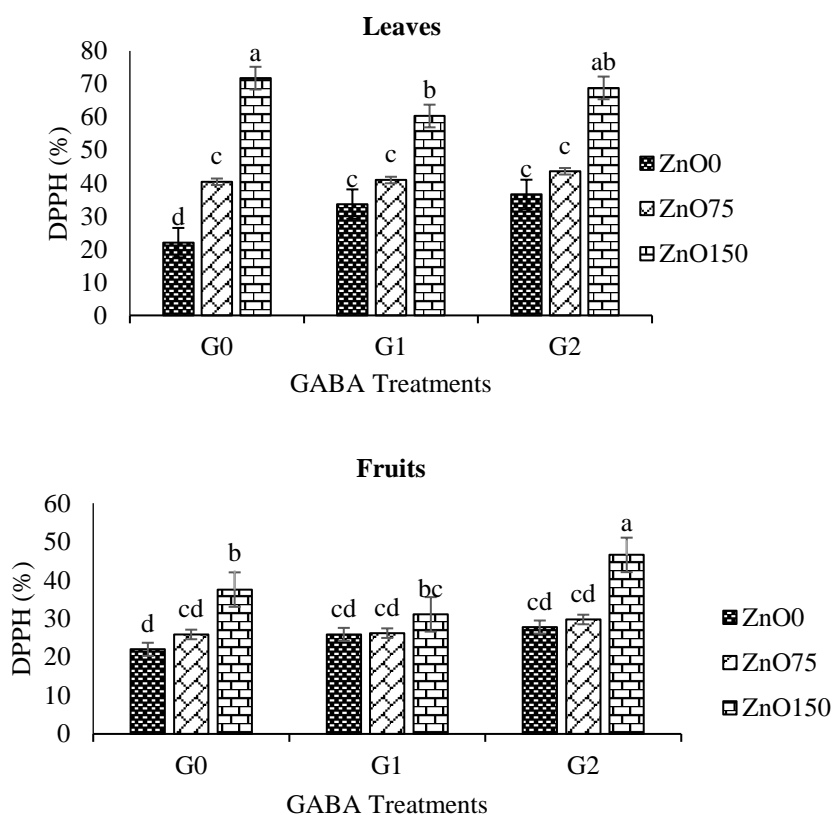 Leaves
DPPH (%)
80
70
60
50
40
30
20
10
0
a
ab
b
c
c
c
c
c
d
ZnO0
ZnO75
ZnO150
G0
G1
G2
GABA Treatments
Fruits
DPPH (%)
60
50
40
30
20
10
0
a
b
bc
d
cd
cd
cd
cd
cd
ZnO0
ZnO75
ZnO150
G0
G1
G2
GABA Treatments